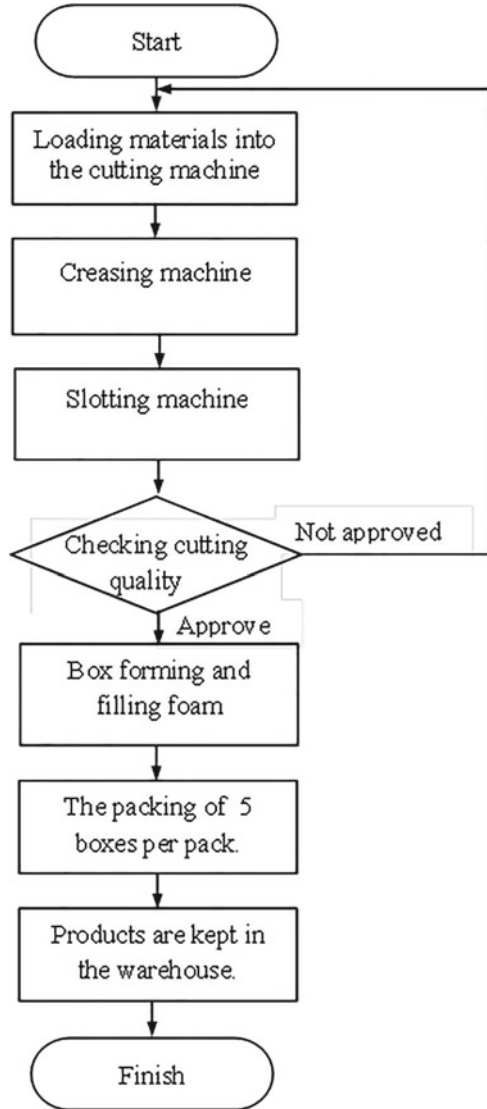 Start
Loading materials into
the cutting machine
Creasing machine
Slotting machine
Not approved
Checking cutting
quality
Approve
Box forming and
filling foam
The packing of 5
boxes per pack.
Products are kept in
the warehouse.
Finish